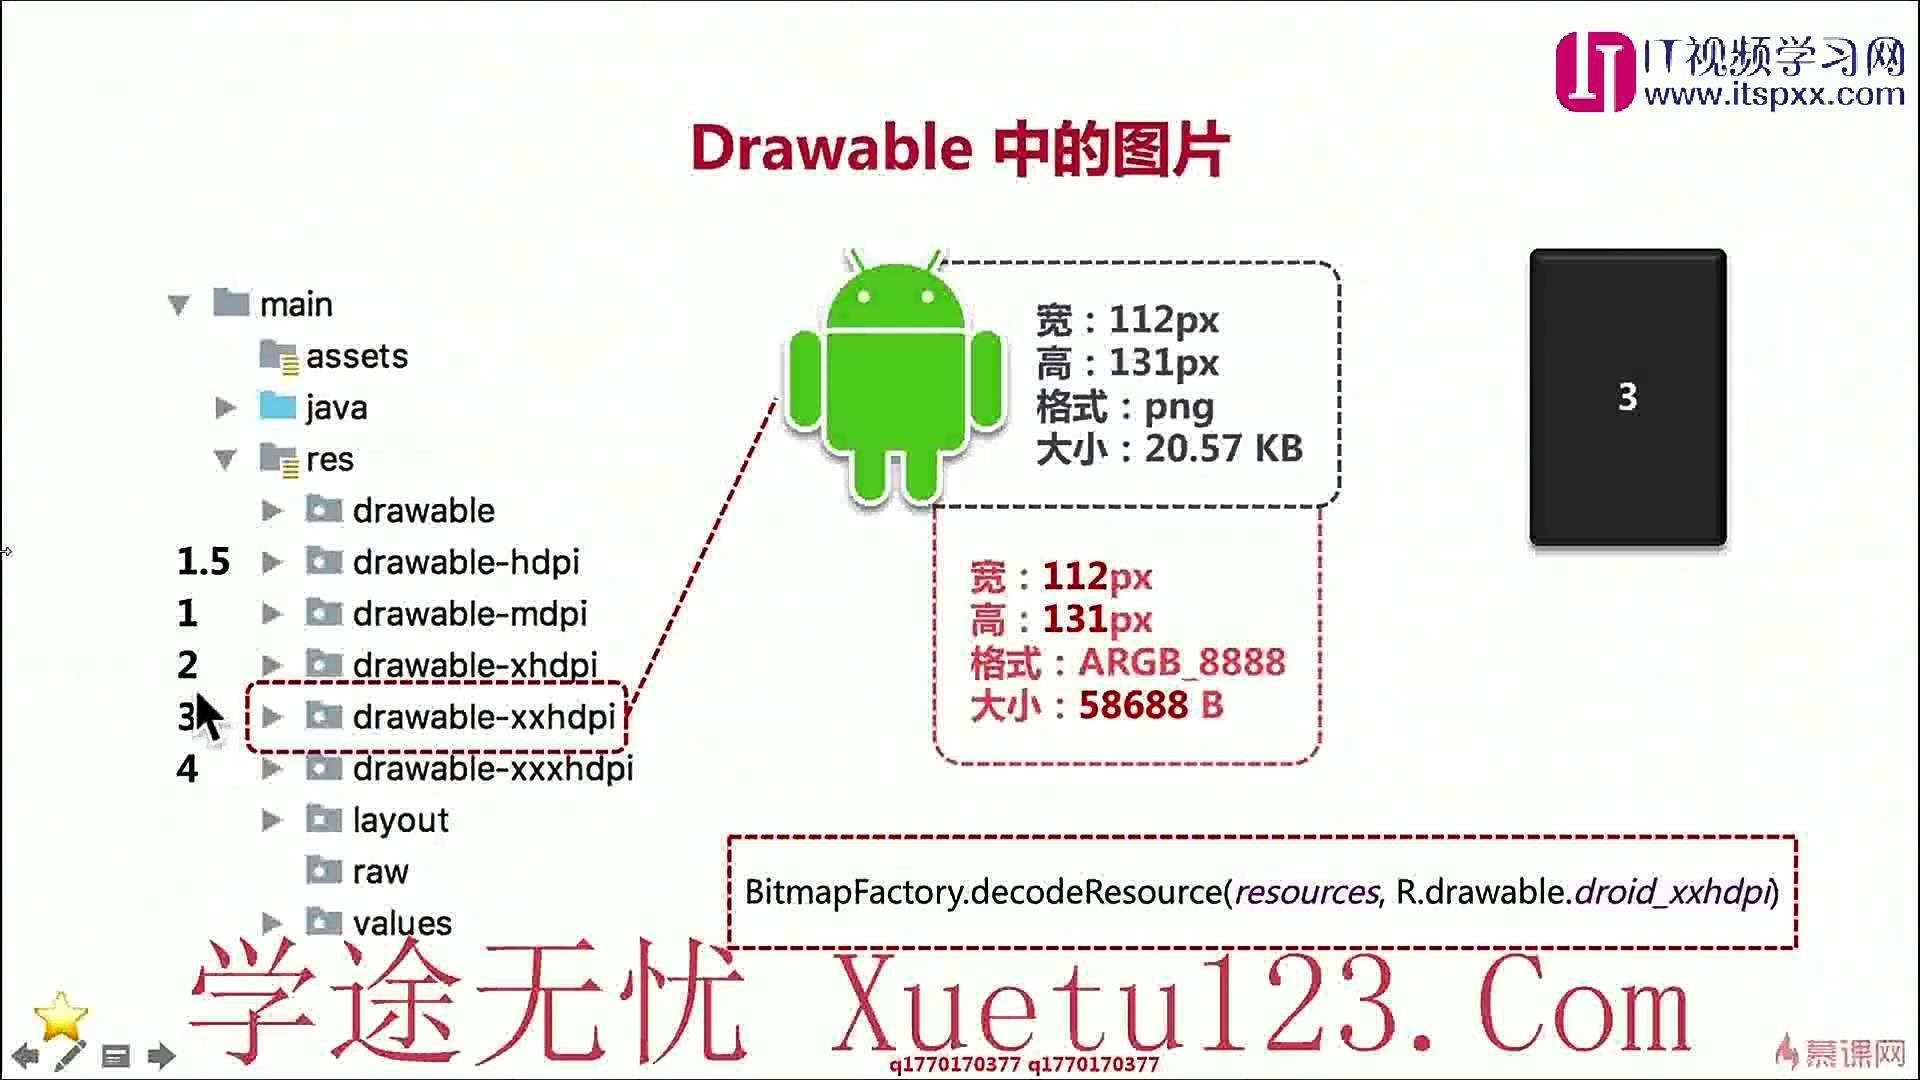 IT视频学习网
www.itspxx.com
Drawable 中的图片
main
assets
java
res
drawable
1.5 drawable-hdpi
1 drawable-mdpi
2 drawable-xhdpi
3 drawable-xxhdpi
4 drawable-xxxhdpi
layout
raw
values
宽：112px
高：131px
格式：png
大小：20.57 KB
宽：112px
高：131px
格式：ARGB_8888
大小：58688 B
3
BitmapFactory.decodeResource(resources, R.drawable.droid_xxhdpi)
学途无忧 Xuetu123.Com
q1770170377 q1770170377
慕课网